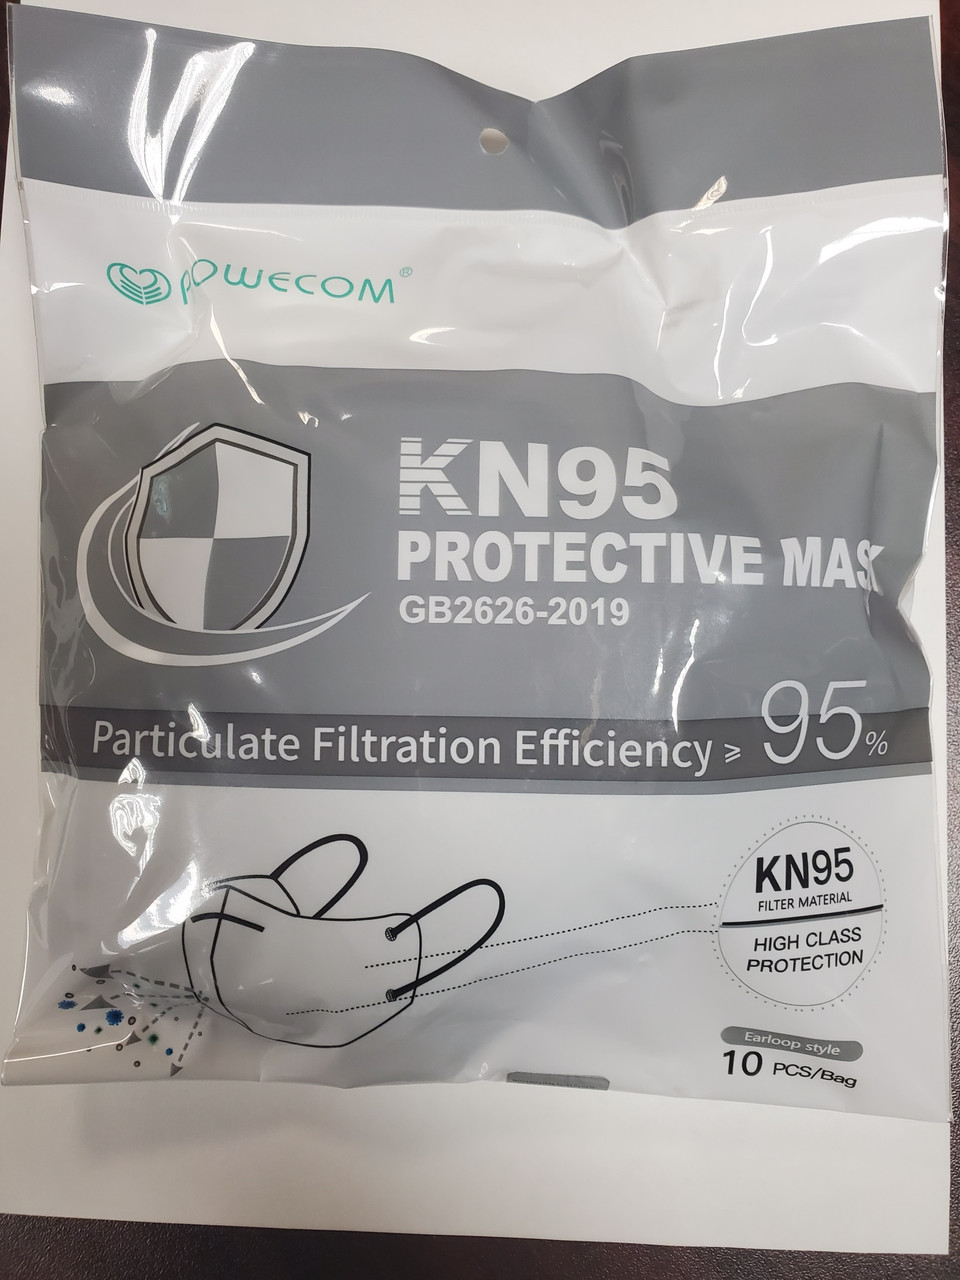 POWECOM®
KN95
PROTECTIVE MASK
GB2626-2019
Particulate Filtration Efficiency ≥ 95%
KN95
FILTER MATERIAL
HIGH CLASS
PROTECTION
Earloop style
10 PCS/Bag